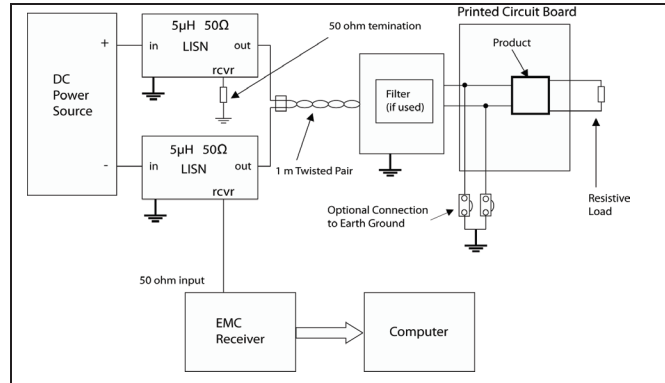 Printed Circuit Board
5µH 50Ω
LISN
in
out
rcvr
50 ohm temination
Product
+
DC
Power
Source
-
Filter
(if used)
5µH 50Ω
LISN
in
out
rcvr
1 m Twisted Pair
Optional Connection
to Earth Ground
Resistive
Load
50 ohm input
EMC
Receiver
Computer